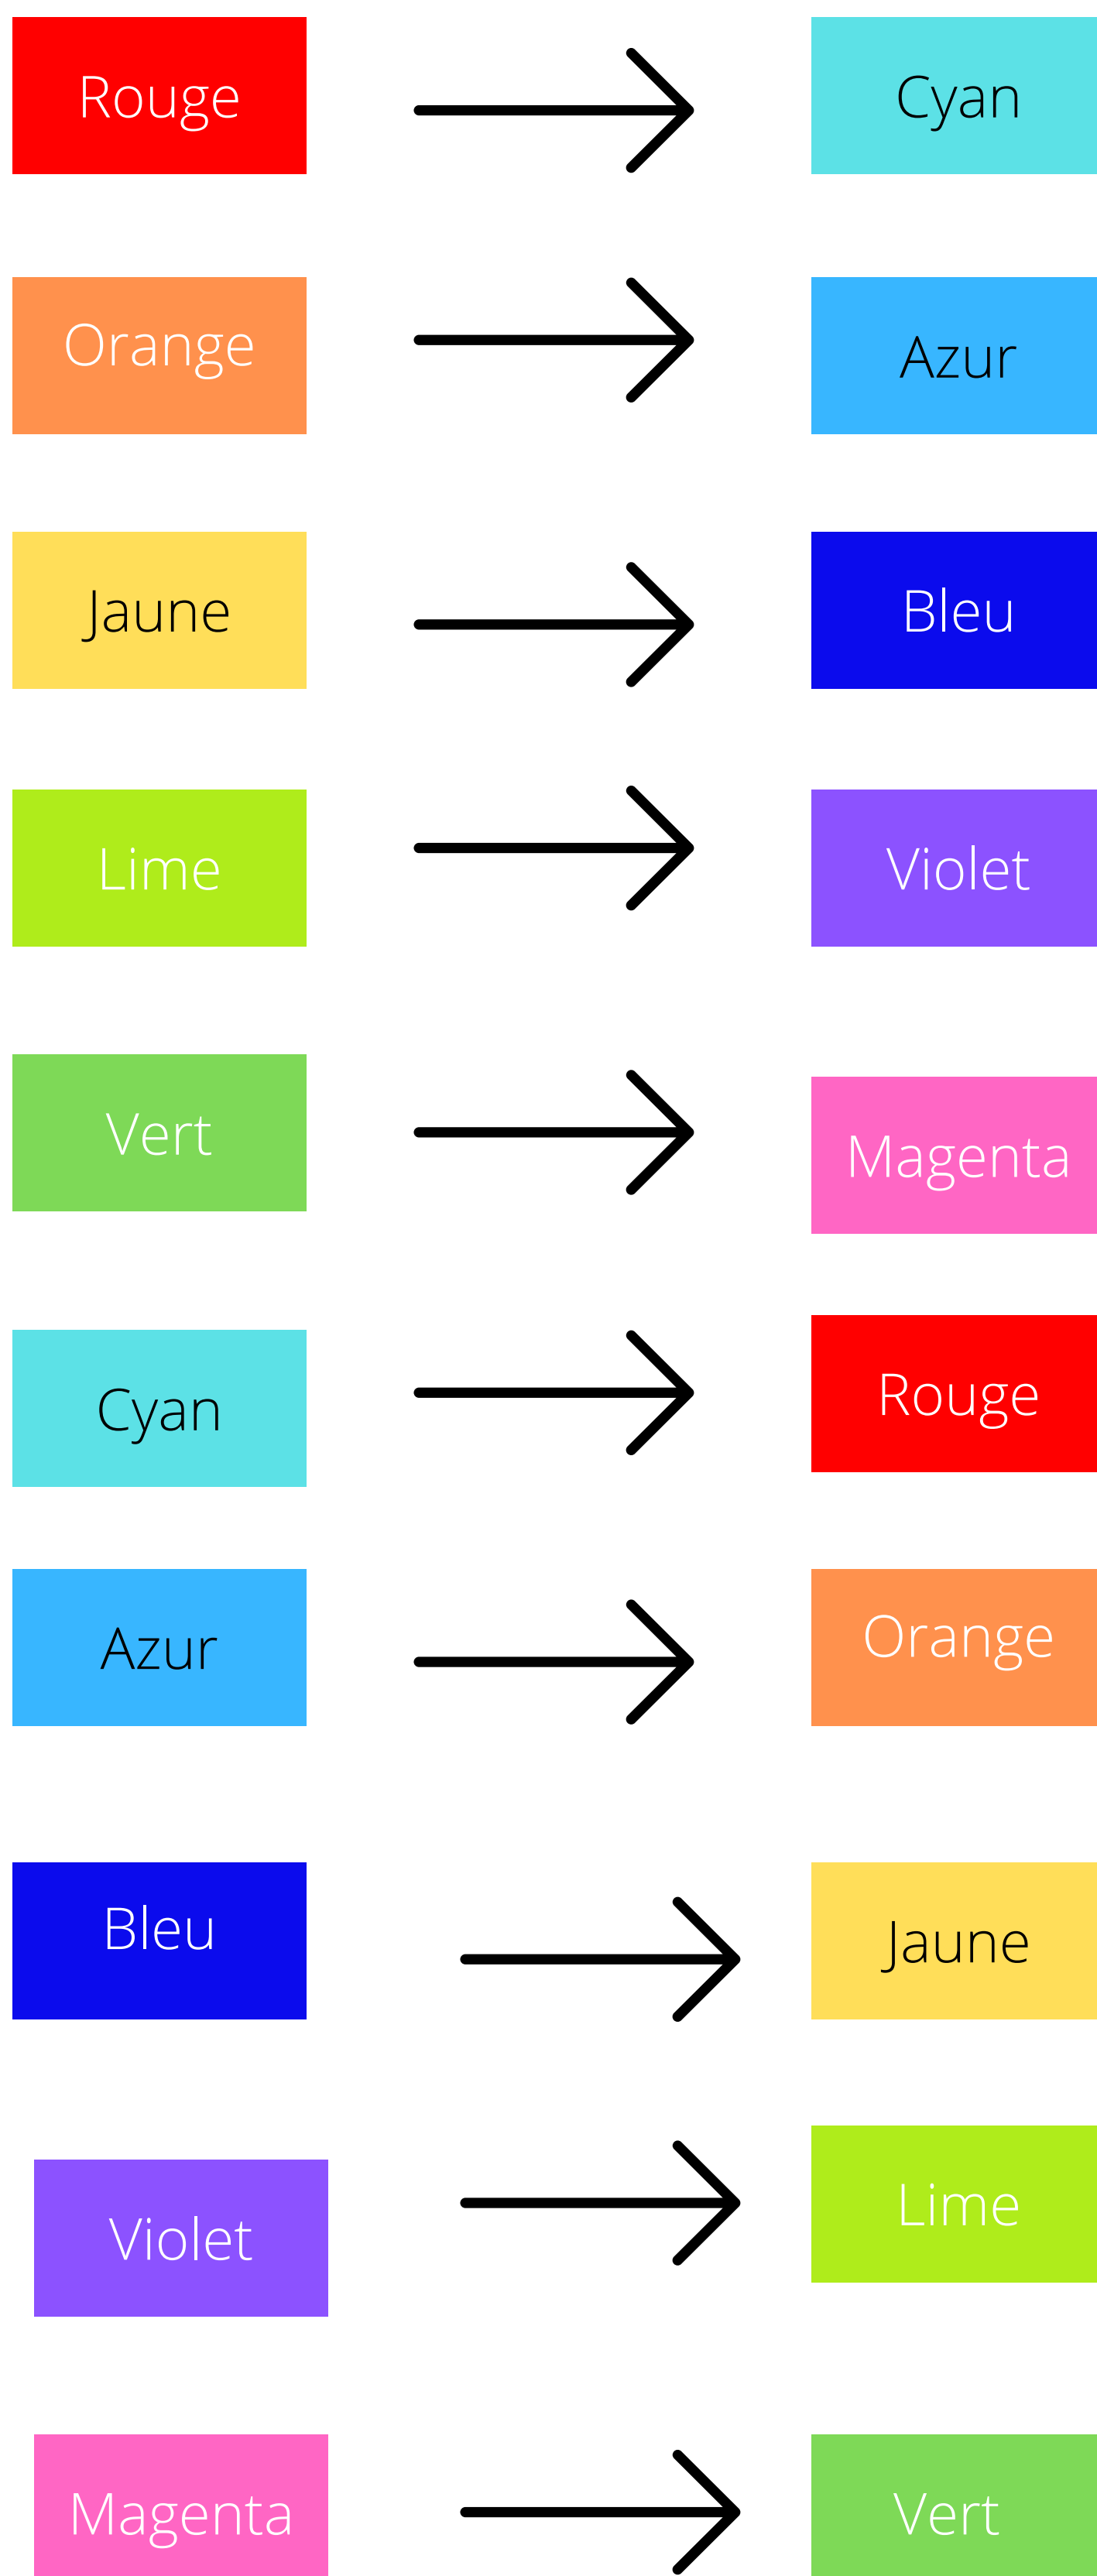 Rouge Cyan
Orange Azur
Jaune Bleu
Lime Violet
Vert Magenta
Cyan Rouge
Azur Orange
Bleu Jaune
Violet Lime
Magenta Vert